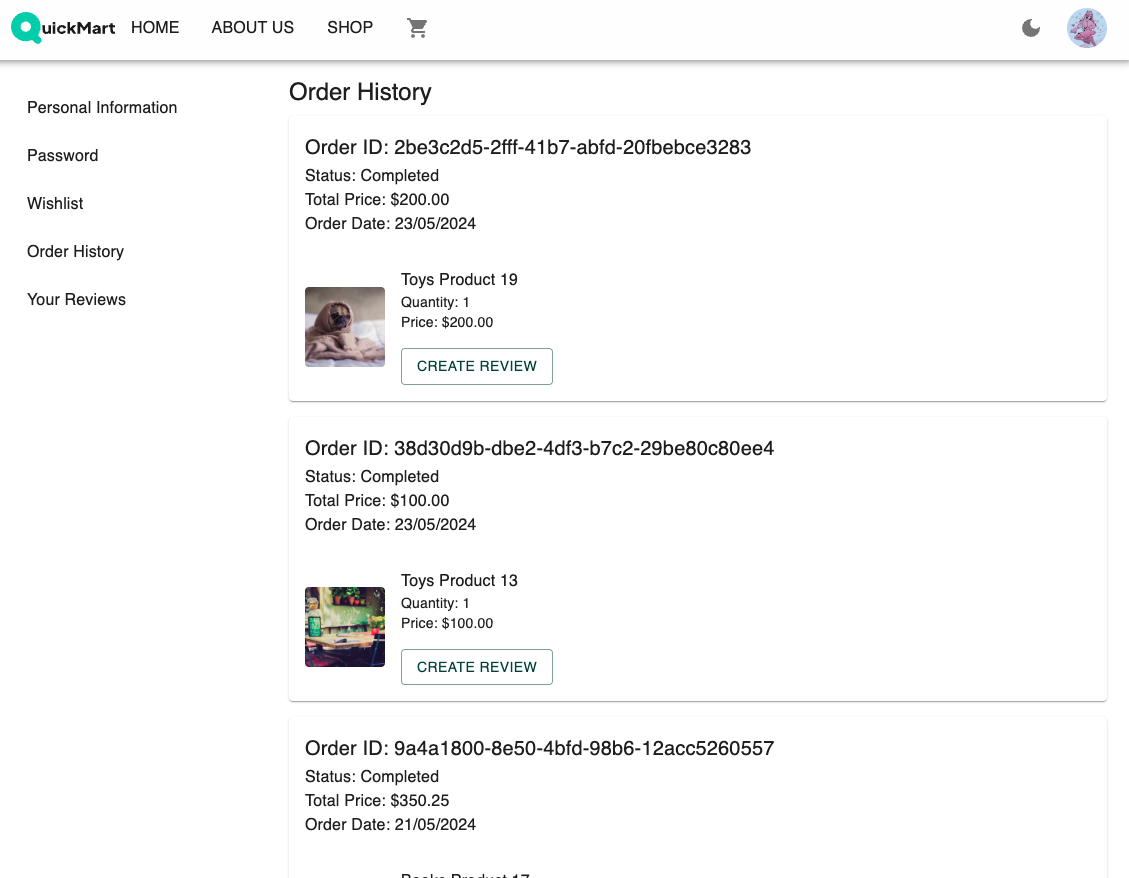 QuickMart HOME ABOUT US SHOP
Personal Information
Password
Wishlist
Order History
Your Reviews
Order History
Order ID: 2be3c2d5-2fff-41b7-abfd-20fbebce3283
Status: Completed
Total Price: $200.00
Order Date: 23/05/2024
Toys Product 19
Quantity: 1
Price: $200.00
CREATE REVIEW
Order ID: 38d30d9b-dbe2-4df3-b7c2-29be80c80ee4
Status: Completed
Total Price: $100.00
Order Date: 23/05/2024
Toys Product 13
Quantity: 1
Price: $100.00
CREATE REVIEW
Order ID: 9a4a1800-8e50-4bfd-98b6-12acc5260557
Status: Completed
Total Price: $350.25
Order Date: 21/05/2024
Books Product 17